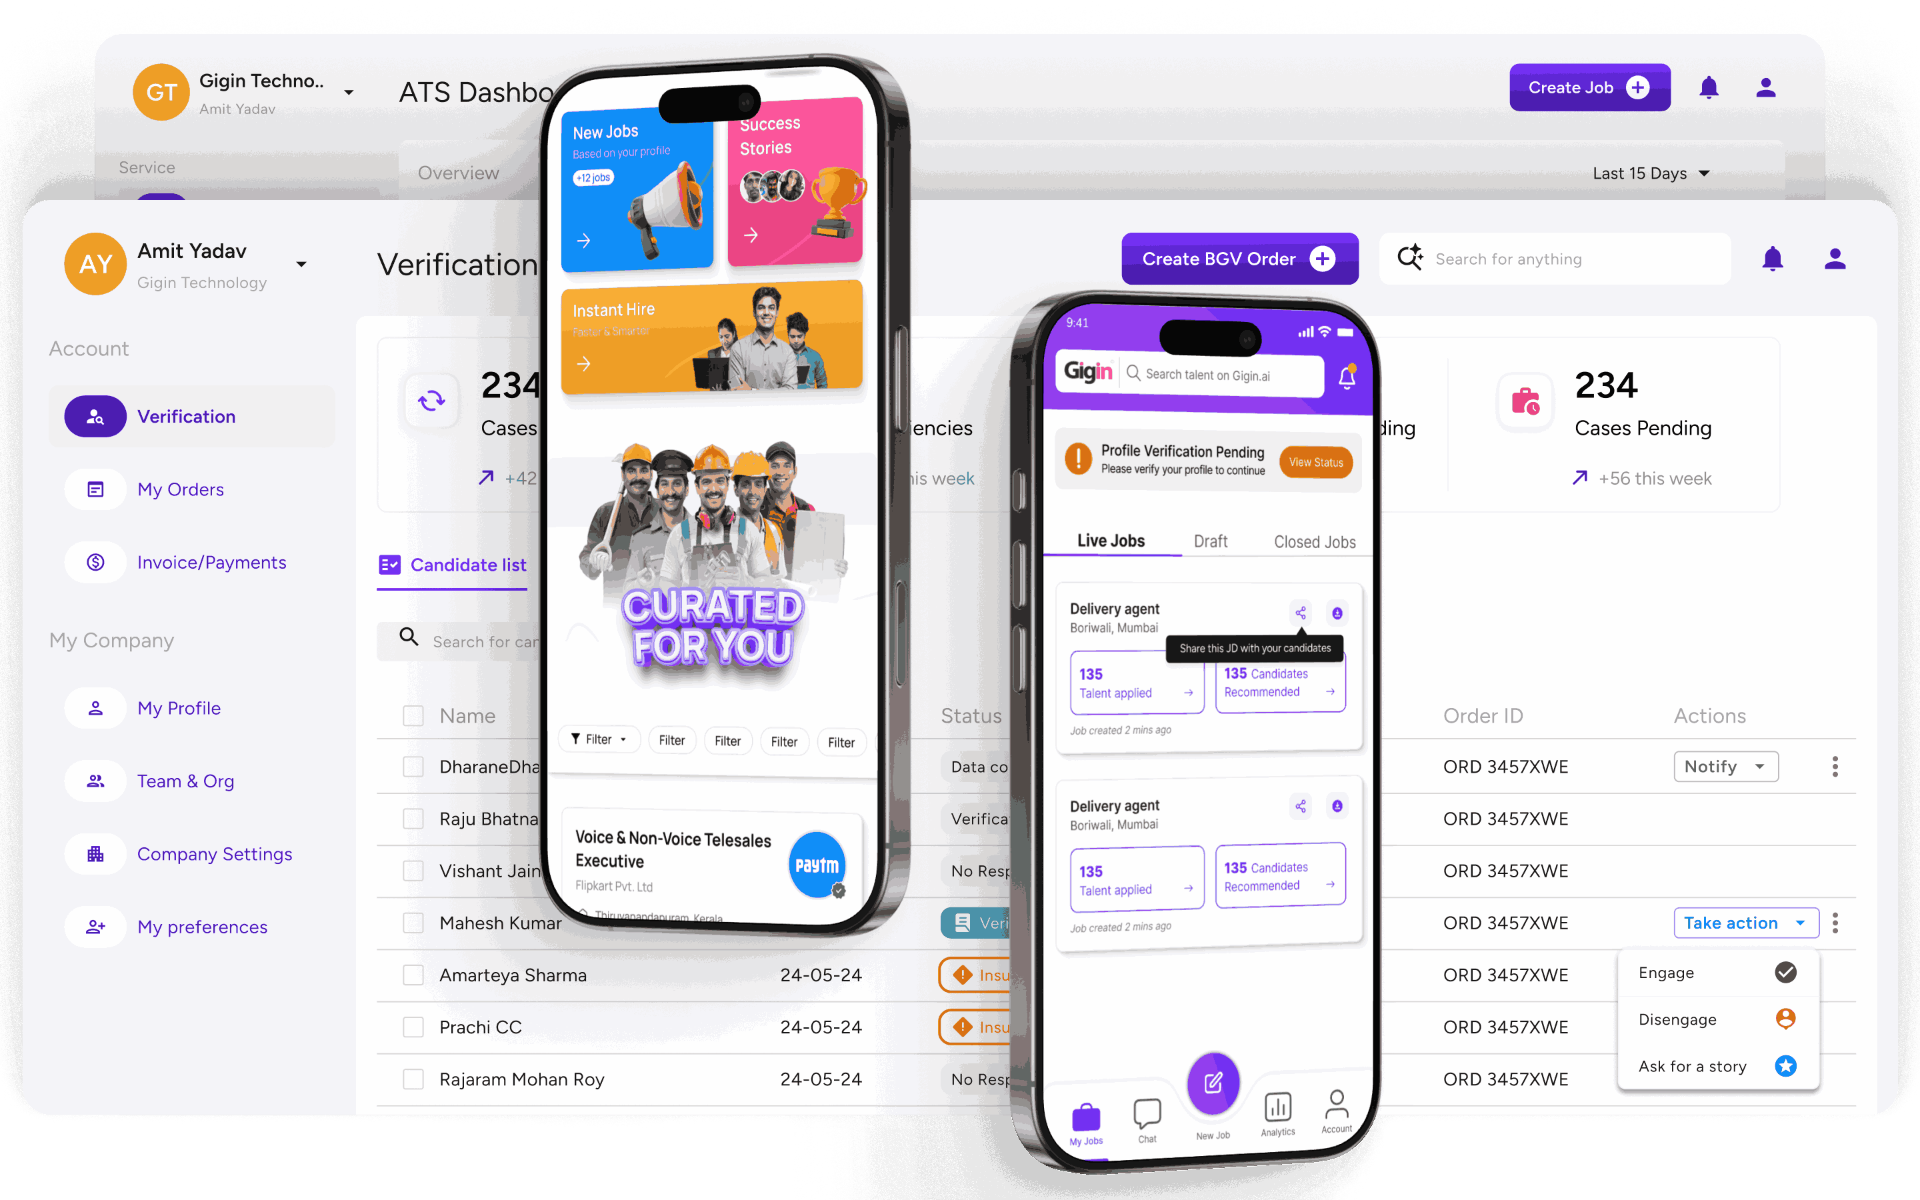 GT
Gigin Techno..
Amit Yadav
ATS Dashbo
Create Job
Service
Overview
Last 15 Days
AY
Amit Yadav
Gigin Technology
Verification
Create BGV Order
Search for anything
Account
Verification
My Orders
Invoice/Payments
My Company
My Profile
Team & Org
Company Settings
My preferences
234
Cases
+42
encies
his week
ding
234
Cases Pending
+56 this week
Candidate list
Search for car
Name
Status
Order ID
Actions
DharaneDha
Data co
ORD 3457XWE
Notify
Raju Bhatna
Verifica
ORD 3457XWE
Vishant Jain
No Resp
ORD 3457XWE
Mahesh Kumar
Veri
ORD 3457XWE
Take action
Amarteya Sharma
24-05-24
Insu
ORD 3457XWE
Prachi CC
24-05-24
Insu
ORD 3457XWE
Rajaram Mohan Roy
24-05-24
No Resp
ORD 3457XWE
Engage
Disengage
Ask for a story
New Jobs
Based on your profile
+12 jobs
Success
Stories
Instant Hire
Faster & Smarter
CURATED
FOR YOU
Filter
Filter
Filter
Filter
Filter
Voice & Non-Voice Telesales
Executive
Flipkart Pvt. Ltd
paytm
Thiruvanandapuram, Kerala
9:41
Gigin
Search talent on Gigin.ai
Profile Verification Pending
Please verify your profile to continue
View Status
Live Jobs
Draft
Closed Jobs
Delivery agent
Boriwali, Mumbai
Share this JD with your candidates
135
Talent applied
135 Candidates
Recommended
Job created 2 mins ago
Delivery agent
Boriwali, Mumbai
135
Talent applied
135 Candidates
Recommended
Job created 2 mins ago
My Jobs
Chat
New Job
Analytics
Account